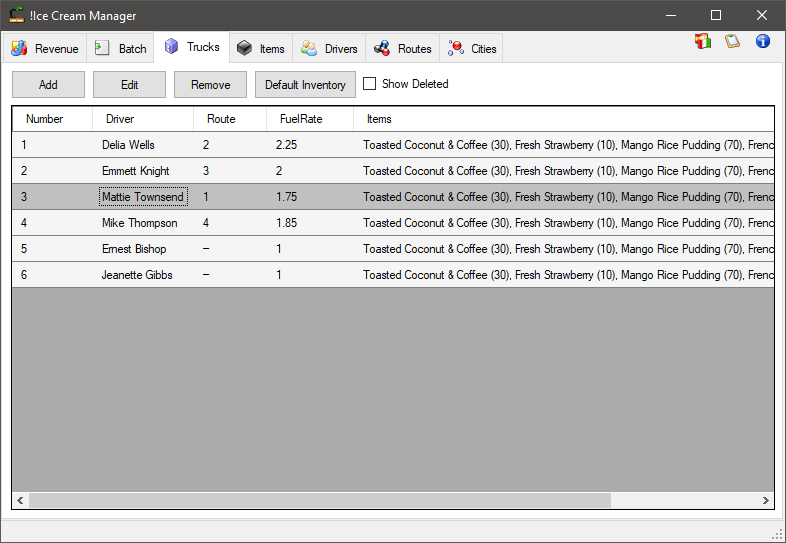 !Ice Cream Manager
Revenue Batch Trucks Items Drivers Routes Cities
Add Edit Remove Default Inventory Show Deleted
Number Driver Route FuelRate Items
1 Delia Wells 2 2.25 Toasted Coconut & Coffee (30), Fresh Strawberry (10), Mango Rice Pudding (70), Frenc
2 Emmett Knight 3 2 Toasted Coconut & Coffee (30), Fresh Strawberry (10), Mango Rice Pudding (70), Frenc
3 Mattie Townsend 1 1.75 Toasted Coconut & Coffee (30), Fresh Strawberry (10), Mango Rice Pudding (70), Frenc
4 Mike Thompson 4 1.85 Toasted Coconut & Coffee (30), Fresh Strawberry (10), Mango Rice Pudding (70), Frenc
5 Ernest Bishop – 1 Toasted Coconut & Coffee (30), Fresh Strawberry (10), Mango Rice Pudding (70), Frenc
6 Jeanette Gibbs – 1 Toasted Coconut & Coffee (30), Fresh Strawberry (10), Mango Rice Pudding (70), Frenc